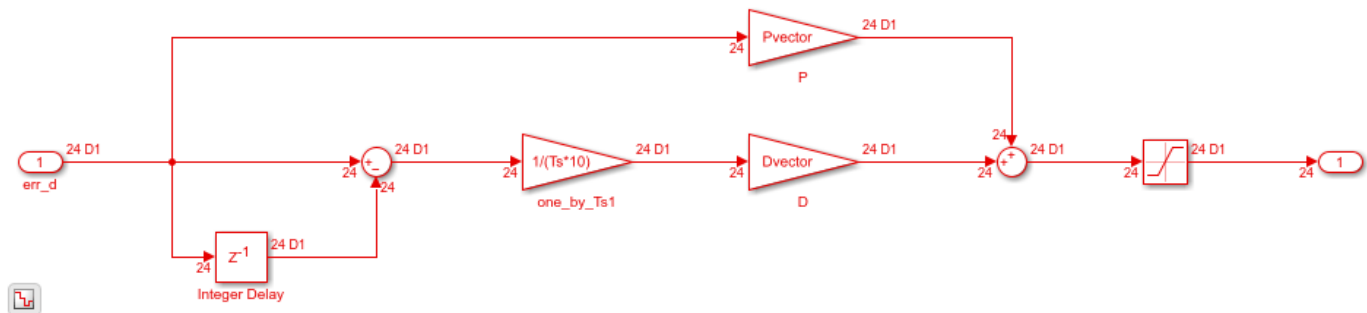 24 D1
Pvector
24 D1
24
P
24
1
24 D1
err_d
+
−
24 D1
24
24
1/(Ts*10)
24 D1
24
one_by_Ts1
Dvector
24 D1
24
D
+
+
24 D1
24
24 D1
24
1
24
Z-1
24 D1
24
Integer Delay